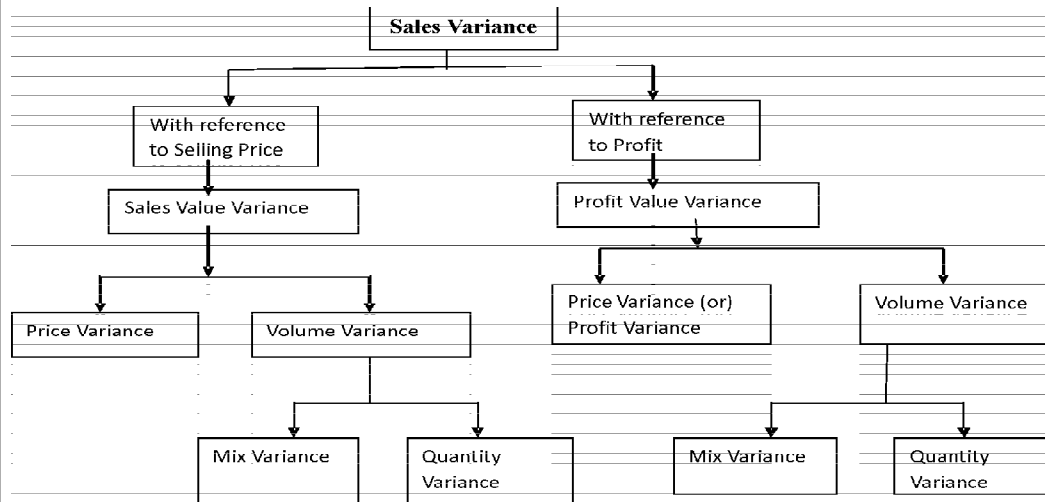 Sales Variance
With reference
to Selling Price
With reference
to Profit
Sales Value Variance
Profit Value Variance
Price Variance
Volume Variance
Price Variance (or)
Profit Variance
Volume Variance
Mix Variance
Quantity
Variance
Mix Variance
Quantity
Variance